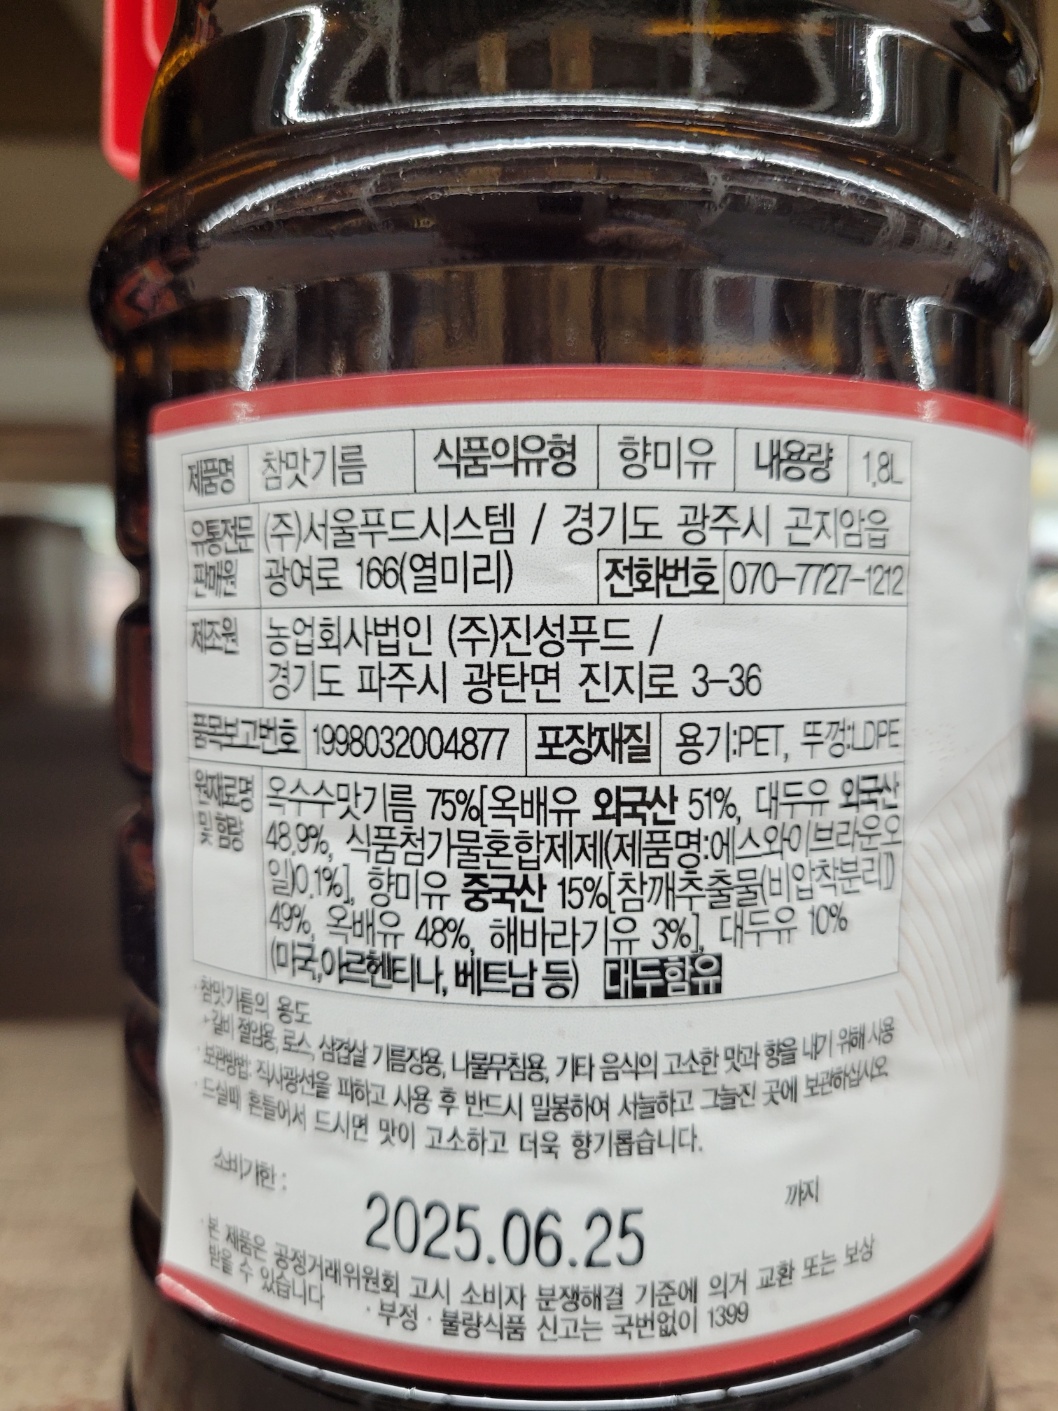 제품명 참맛기름 식품의유형 향미유 내용량 1.8L
유통전문판매원 (주)서울푸드시스템 / 경기도 광주시 곤지암읍
광여로 166(열미리) 전화번호 070-7727-1212
제조원 농업회사법인 (주)진성푸드 /
경기도 파주시 광탄면 진지로 3-36
품목보고번호 1998032004877 포장재질 용기:PET, 뚜껑:LDPE
원재료명 옥수수맛기름 75%[옥배유 외국산 51%, 대두유 외국산
및 함량 48.9%, 식품첨가물혼합제제(제품명:에스와이브라운오
일)0.1%], 향미유 중국산 15%[참깨추출물(비압착분리)
49%, 옥배유 48%, 해바라기유 3%], 대두유 10%
(미국,아르헨티나, 베트남 등) 대두함유
·참맛기름의 용도
*갈비 절임용, 로스, 삼겹살 기름장용, 나물무침용, 기타 음식의 고소한 맛과 향을 내기 위해 사용
·보관방법: 직사광선을 피하고 사용 후 반드시 밀봉하여 서늘하고 그늘진 곳에 보관하십시오.
·드실때 흔들어서 드시면 맛이 고소하고 더욱 향기롭습니다.
소비기한 : 까지
2025.06.25
·본 제품은 공정거래위원회 고시 소비자 분쟁해결 기준에 의거 교환 또는 보상
받을 수 있습니다 ·부정·불량식품 신고는 국번없이 1399